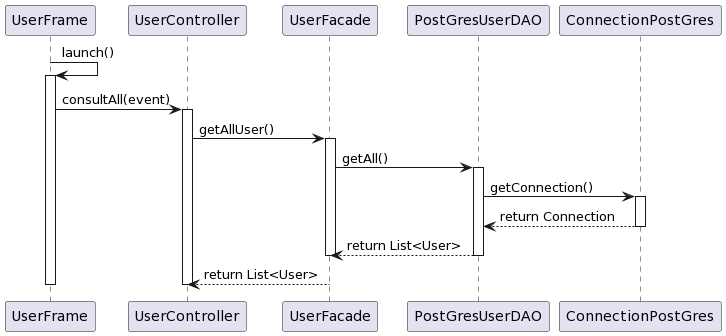 UserFrame
UserController
UserFacade
PostGresUserDAO
ConnectionPostGres
launch()
consultAll(event)
getAllUser()
getAll()
getConnection()
return Connection
return List<User>
return List<User>
UserFrame
UserController
UserFacade
PostGresUserDAO
ConnectionPostGres